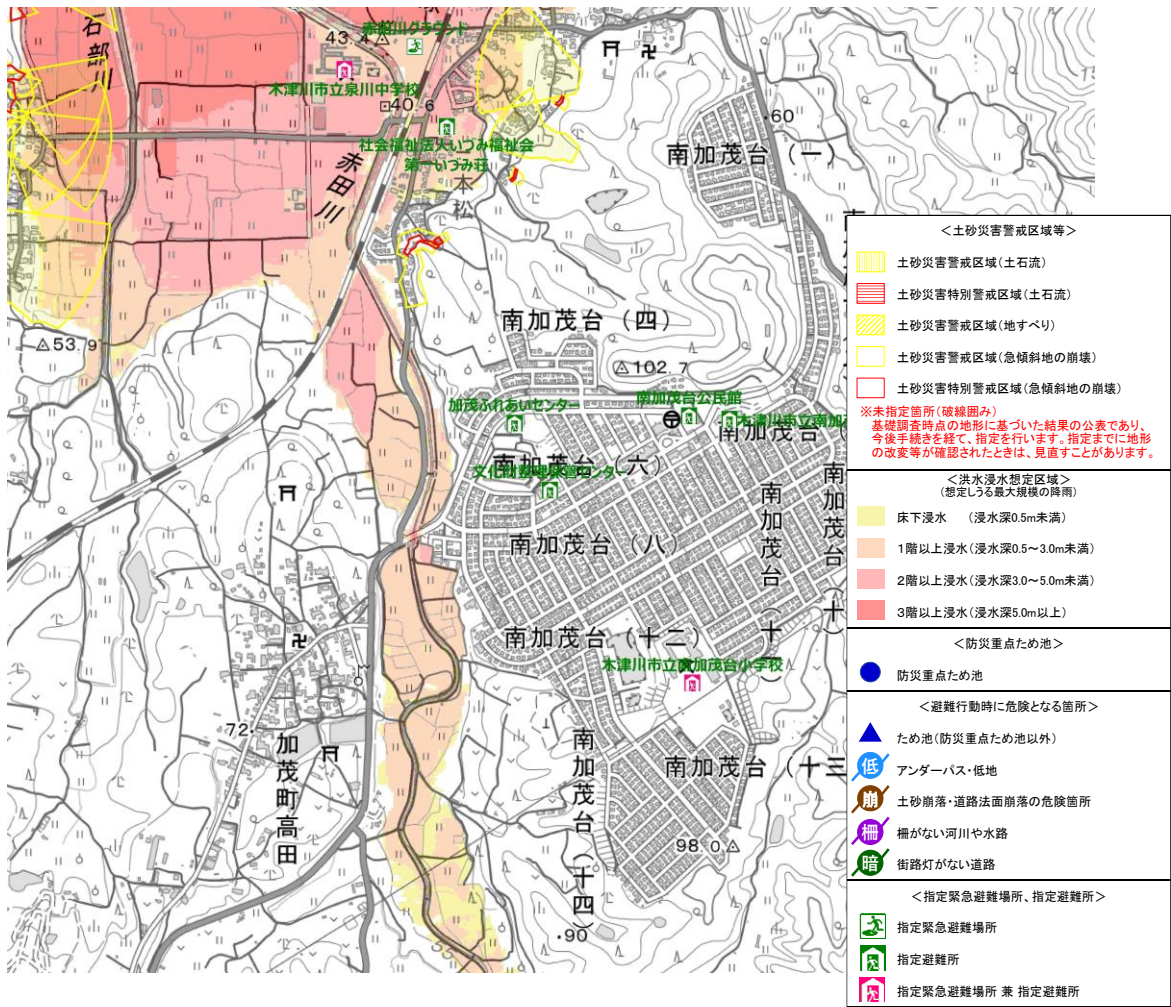 石部川
43.4
赤田川グラウンド
木津川市立泉川中学校
40.6
社会福祉法人いづみ福祉会
第一いづみ荘
本松
赤田川
60
南加茂台(一)
53.9
南加茂台(四)
102.7
加茂ふれあいセンター
南加茂台公民館
木津川市立南加茂
南加茂台(六)
南加茂台
南加茂台(八)
南加茂台(十)
南加茂台(十二)
木津川市立南加茂台小学校
72
加茂町高田
南加茂台(十三
南加茂台(十四)
98.0
90
<土砂災害警戒区域等>
土砂災害警戒区域(土石流)
土砂災害特別警戒区域(土石流)
土砂災害警戒区域(地すべり)
土砂災害警戒区域(急傾斜地の崩壊)
土砂災害特別警戒区域(急傾斜地の崩壊)
※未指定箇所(破線囲み)
基礎調査時点の地形に基づいた結果の公表であり、
今後手続きを経て、指定を行います。指定までに地形
の改変等が確認されたときは、見直すことがあります。
<洪水浸水想定区域>
(想定しうる最大規模の降雨)
床下浸水 (浸水深0.5m未満)
1階以上浸水(浸水深0.5~3.0m未満)
2階以上浸水(浸水深3.0~5.0m未満)
3階以上浸水(浸水深5.0m以上)
<防災重点ため池>
防災重点ため池
<避難行動時に危険となる箇所>
ため池(防災重点ため池以外)
低 アンダーパス・低地
崩 土砂崩落・道路法面崩落の危険箇所
柵 柵がない河川や水路
暗 街路灯がない道路
<指定緊急避難場所、指定避難所>
指定緊急避難場所
指定避難所
指定緊急避難場所 兼 指定避難所